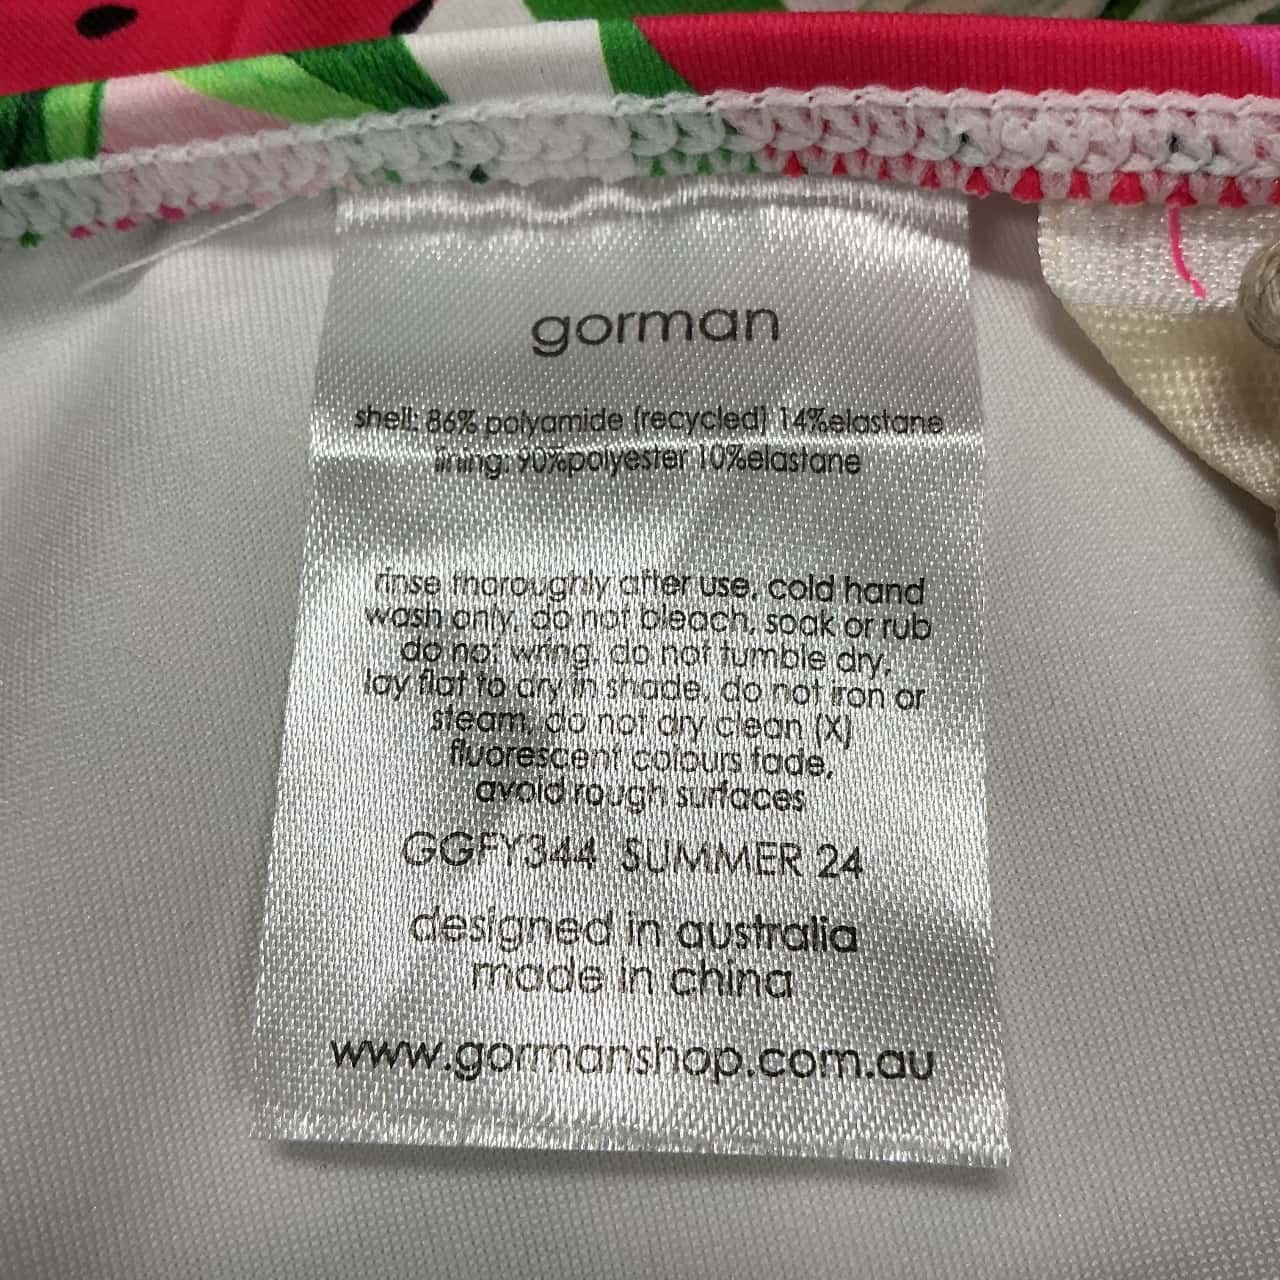 gorman
shell: 86% polyamide (recycled) 14%elastane
lining: 90%polyester 10%elastane
rinse thoroughly after use, cold hand
wash only, do not bleach, soak or rub
do not wring, do not tumble dry,
lay flat to dry in shade, do not iron or
steam, do not dry clean (X)
fluorescent colours fade,
avoid rough surfaces
GGFY344 SUMMER 24
designed in australia
made in china
www.gormanshop.com.au